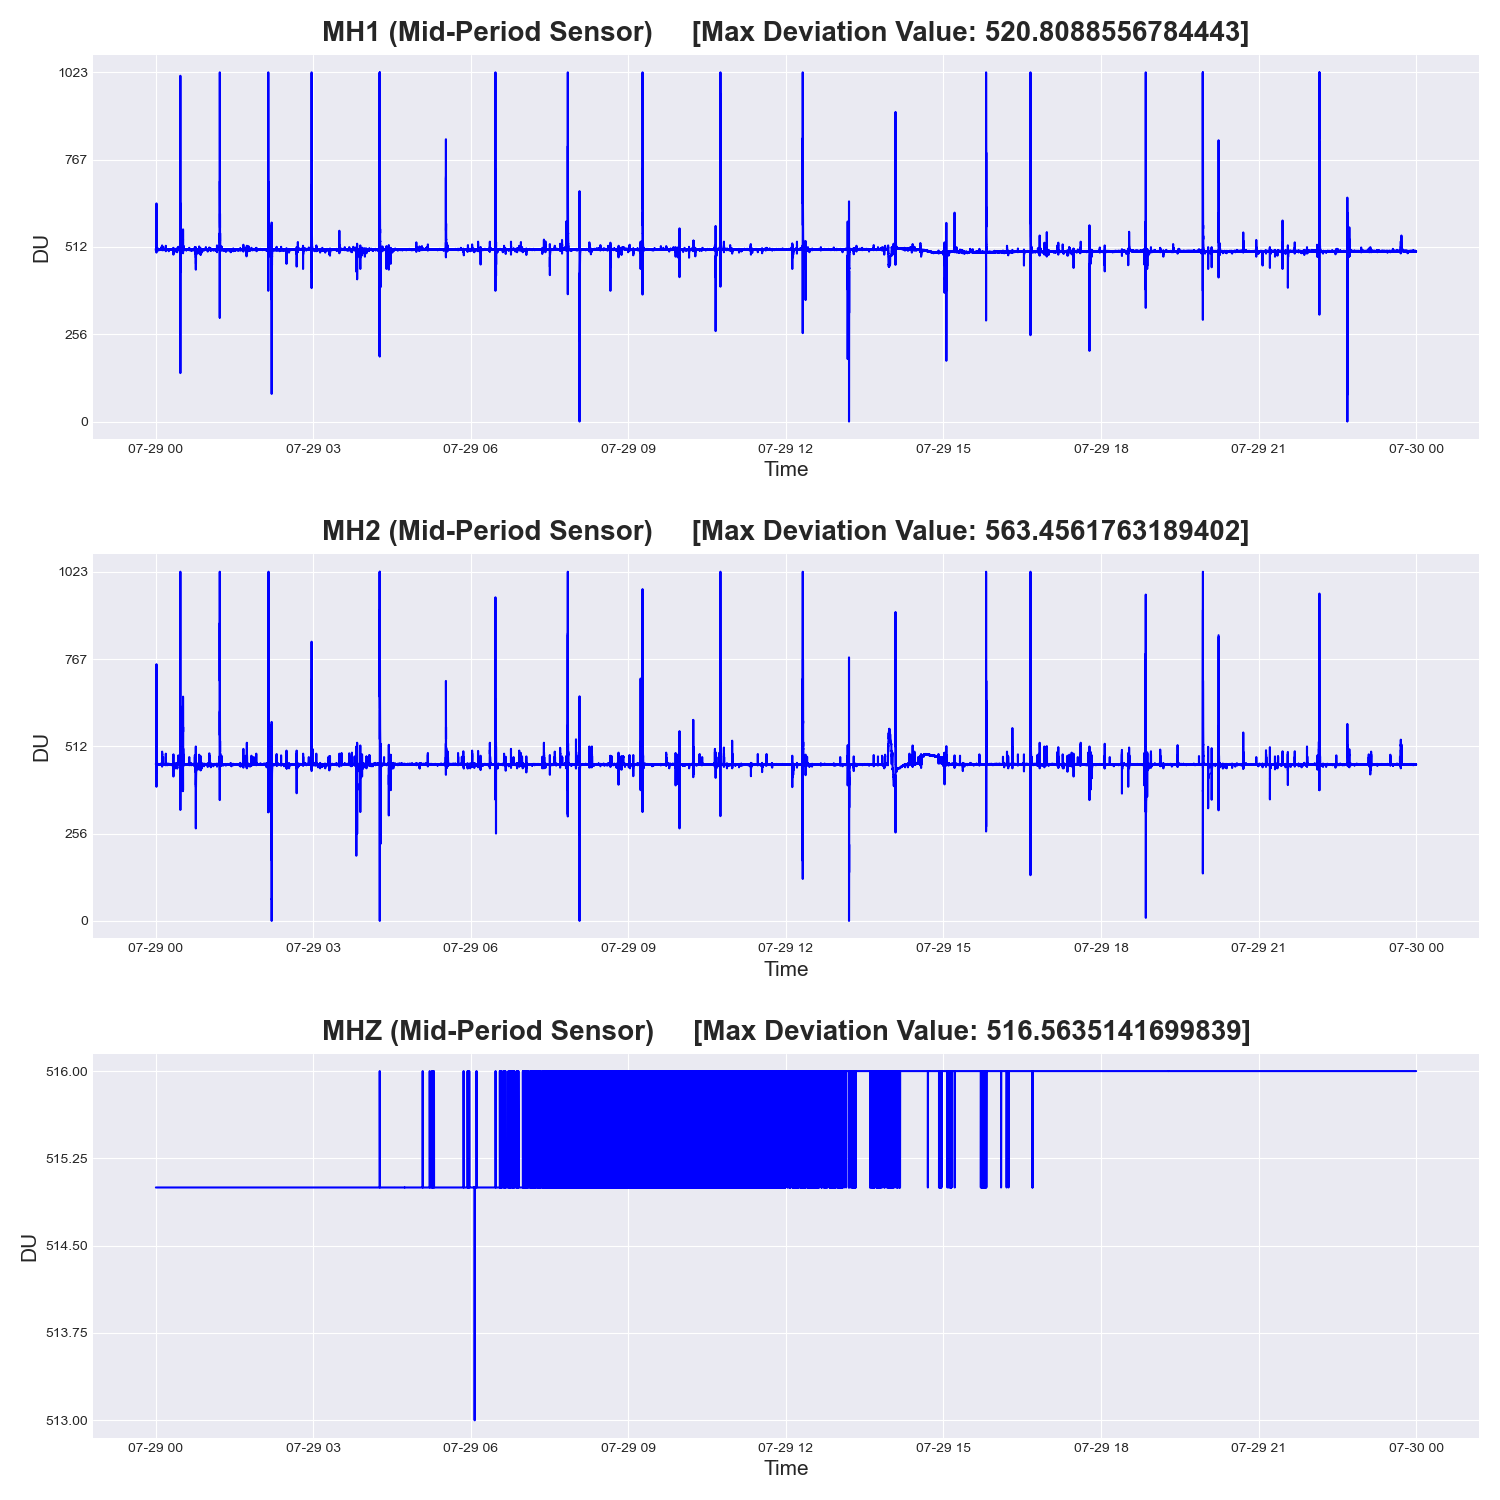 MH1 (Mid-Period Sensor) [Max Deviation Value: 520.8088556784443]
1023
767
512
256
0
DU
07-29 00 07-29 03 07-29 06 07-29 09 07-29 12 07-29 15 07-29 18 07-29 21 07-30 00
Time
MH2 (Mid-Period Sensor) [Max Deviation Value: 563.4561763189402]
1023
767
512
256
0
DU
07-29 00 07-29 03 07-29 06 07-29 09 07-29 12 07-29 15 07-29 18 07-29 21 07-30 00
Time
MHZ (Mid-Period Sensor) [Max Deviation Value: 516.5635141699839]
516.00
515.25
514.50
513.75
513.00
DU
07-29 00 07-29 03 07-29 06 07-29 09 07-29 12 07-29 15 07-29 18 07-29 21 07-30 00
Time